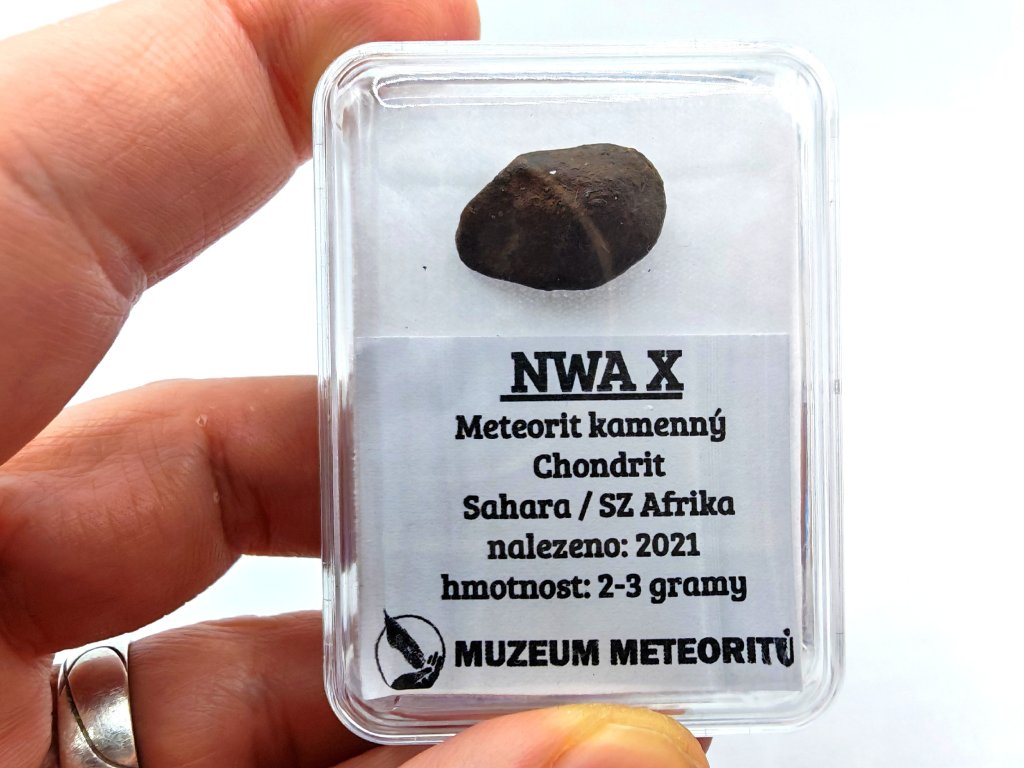 NWA X
Meteorit kamenný
Chondrit
Sahara / SZ Afrika
nalezeno: 2021
hmotnost: 2-3 gramy
MUZEUM METEORITŮ